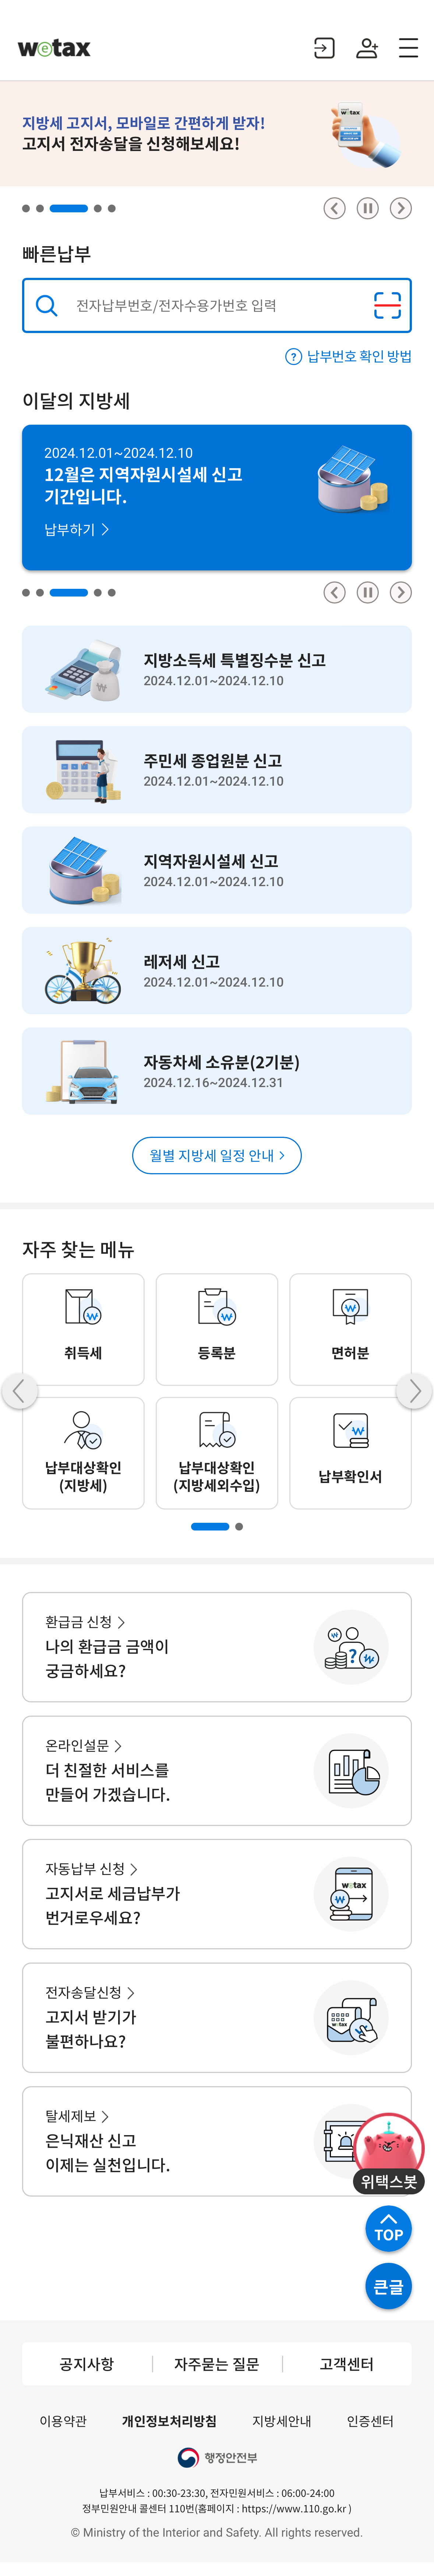 wetax
지방세 고지서, 모바일로 간편하게 받자!
고지서 전자송달을 신청해보세요!
wetax
빠른납부
전자납부번호/전자수용가번호 입력
? 납부번호 확인 방법
이달의 지방세
2024.12.01~2024.12.10
12월은 지역자원시설세 신고
기간입니다.
납부하기
지방소득세 특별징수분 신고
2024.12.01~2024.12.10
주민세 종업원분 신고
2024.12.01~2024.12.10
지역자원시설세 신고
2024.12.01~2024.12.10
레저세 신고
2024.12.01~2024.12.10
자동차세 소유분(2기분)
2024.12.16~2024.12.31
월별 지방세 일정 안내
자주 찾는 메뉴
취득세
등록분
면허분
납부대상확인
(지방세)
납부대상확인
(지방세외수입)
납부확인서
환급금 신청
나의 환급금 금액이
궁금하세요?
온라인설문
더 친절한 서비스를
만들어 가겠습니다.
자동납부 신청
고지서로 세금납부가
번거로우세요?
wetax
전자송달신청
고지서 받기가
불편하나요?
wetax
탈세제보
은닉재산 신고
이제는 실천입니다.
위택스봇
TOP
큰글
공지사항
자주묻는 질문
고객센터
이용약관
개인정보처리방침
지방세안내
인증센터
행정안전부
납부서비스 : 00:30-23:30, 전자민원서비스 : 06:00-24:00
정부민원안내 콜센터 110번(홈페이지 : https://www.110.go.kr )
© Ministry of the Interior and Safety. All rights reserved.